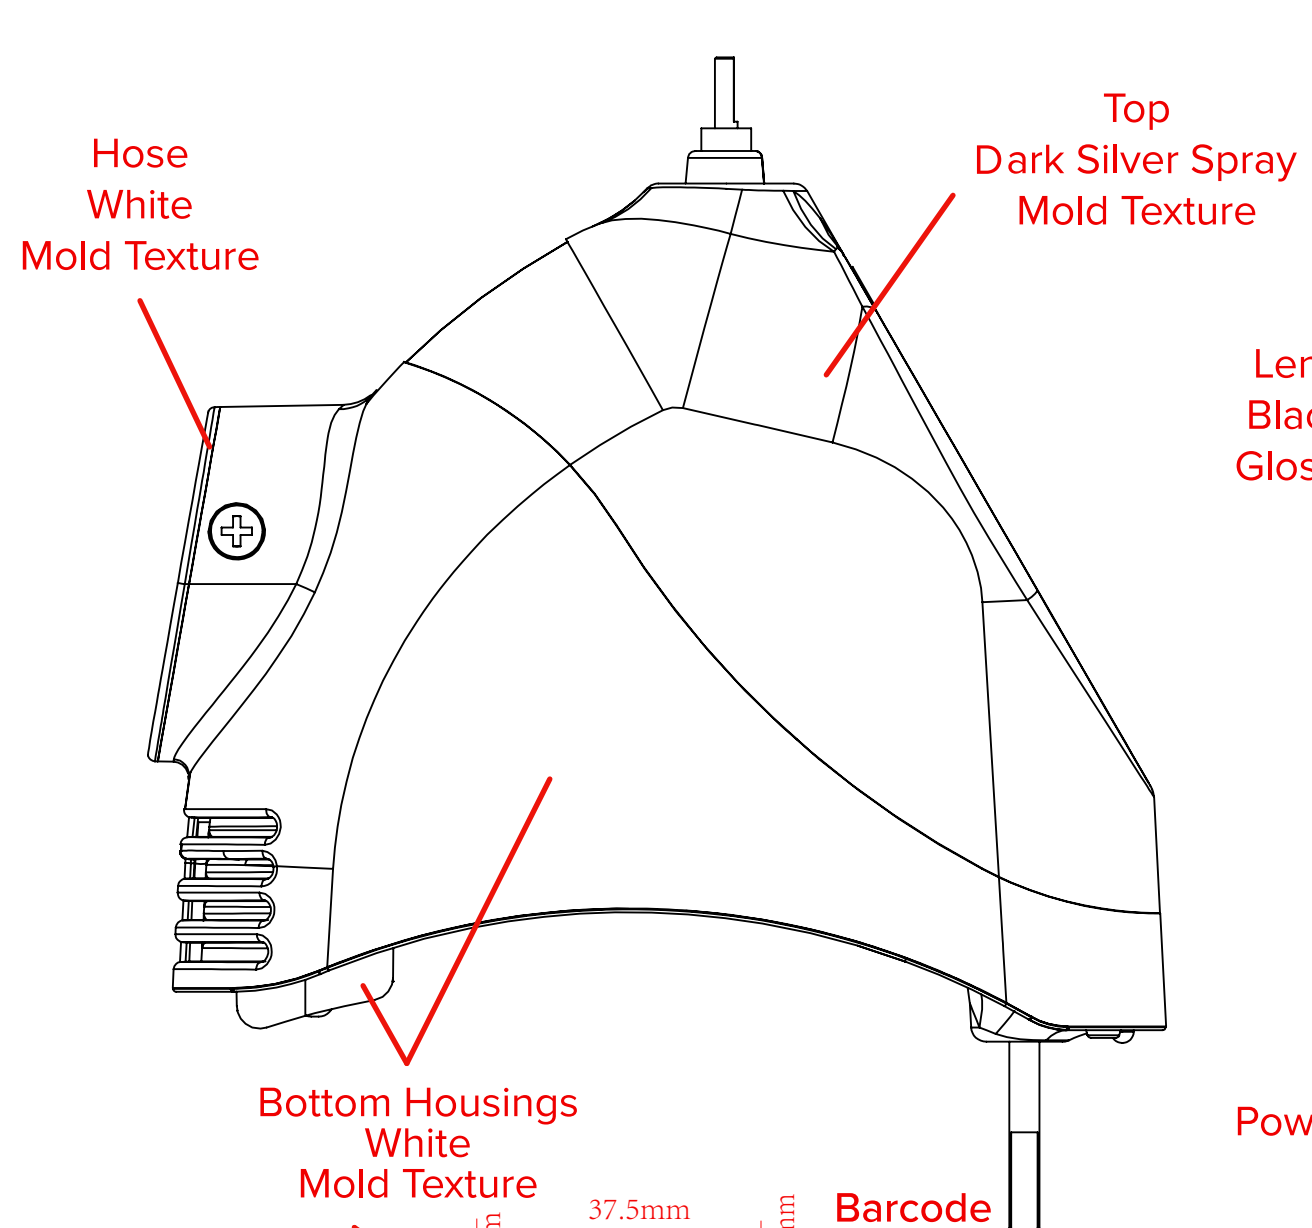 Top
Dark Silver Spray
Mold Texture
Hose
White
Mold Texture
Bottom Housings
White
Mold Texture
37.5mm
Barcode